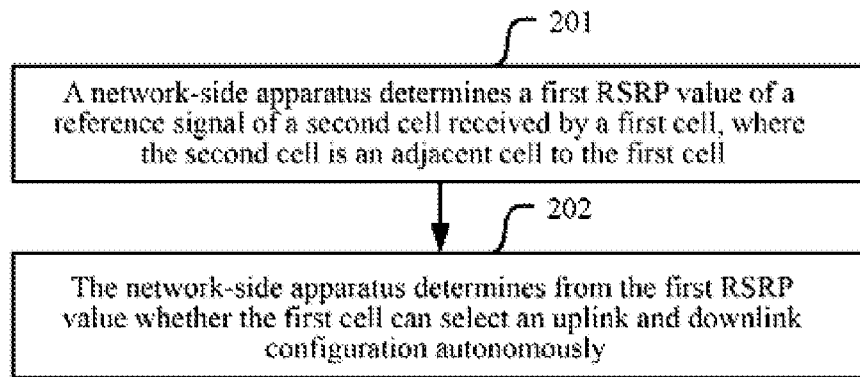 201
A network-side apparatus determines a first RSRP value of a
reference signal of a second cell received by a first cell, where
the second cell is an adjacent cell to the first cell
202
The network-side apparatus determines from the first RSRP
value whether the first cell can select an uplink and downlink
configuration autonomously